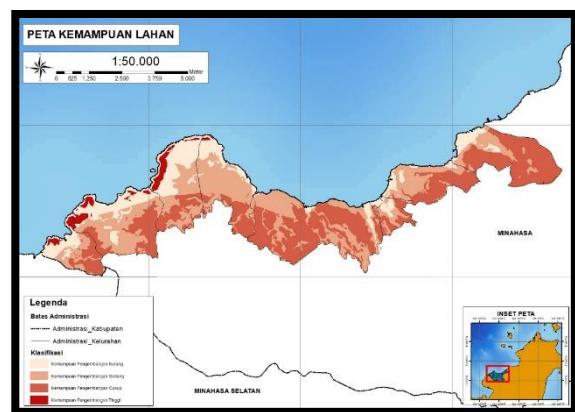 PETA KEMAMPUAN LAHAN
1:50.000
Meter
0 625 1.250 2.500 3.750 5.000
MINAHASA
MINAHASA SELATAN
Legenda
Batas Administrasi
Administrasi_Kabupaten
Administrasi_Kelurahan
Klasifikasi
Kemampuan Pengembangan Kurang
Kemampuan Pengembangan Sedang
Kemampuan Pengembangan Cukup
Kemampuan Pengembangan Tinggi
INSET PETA